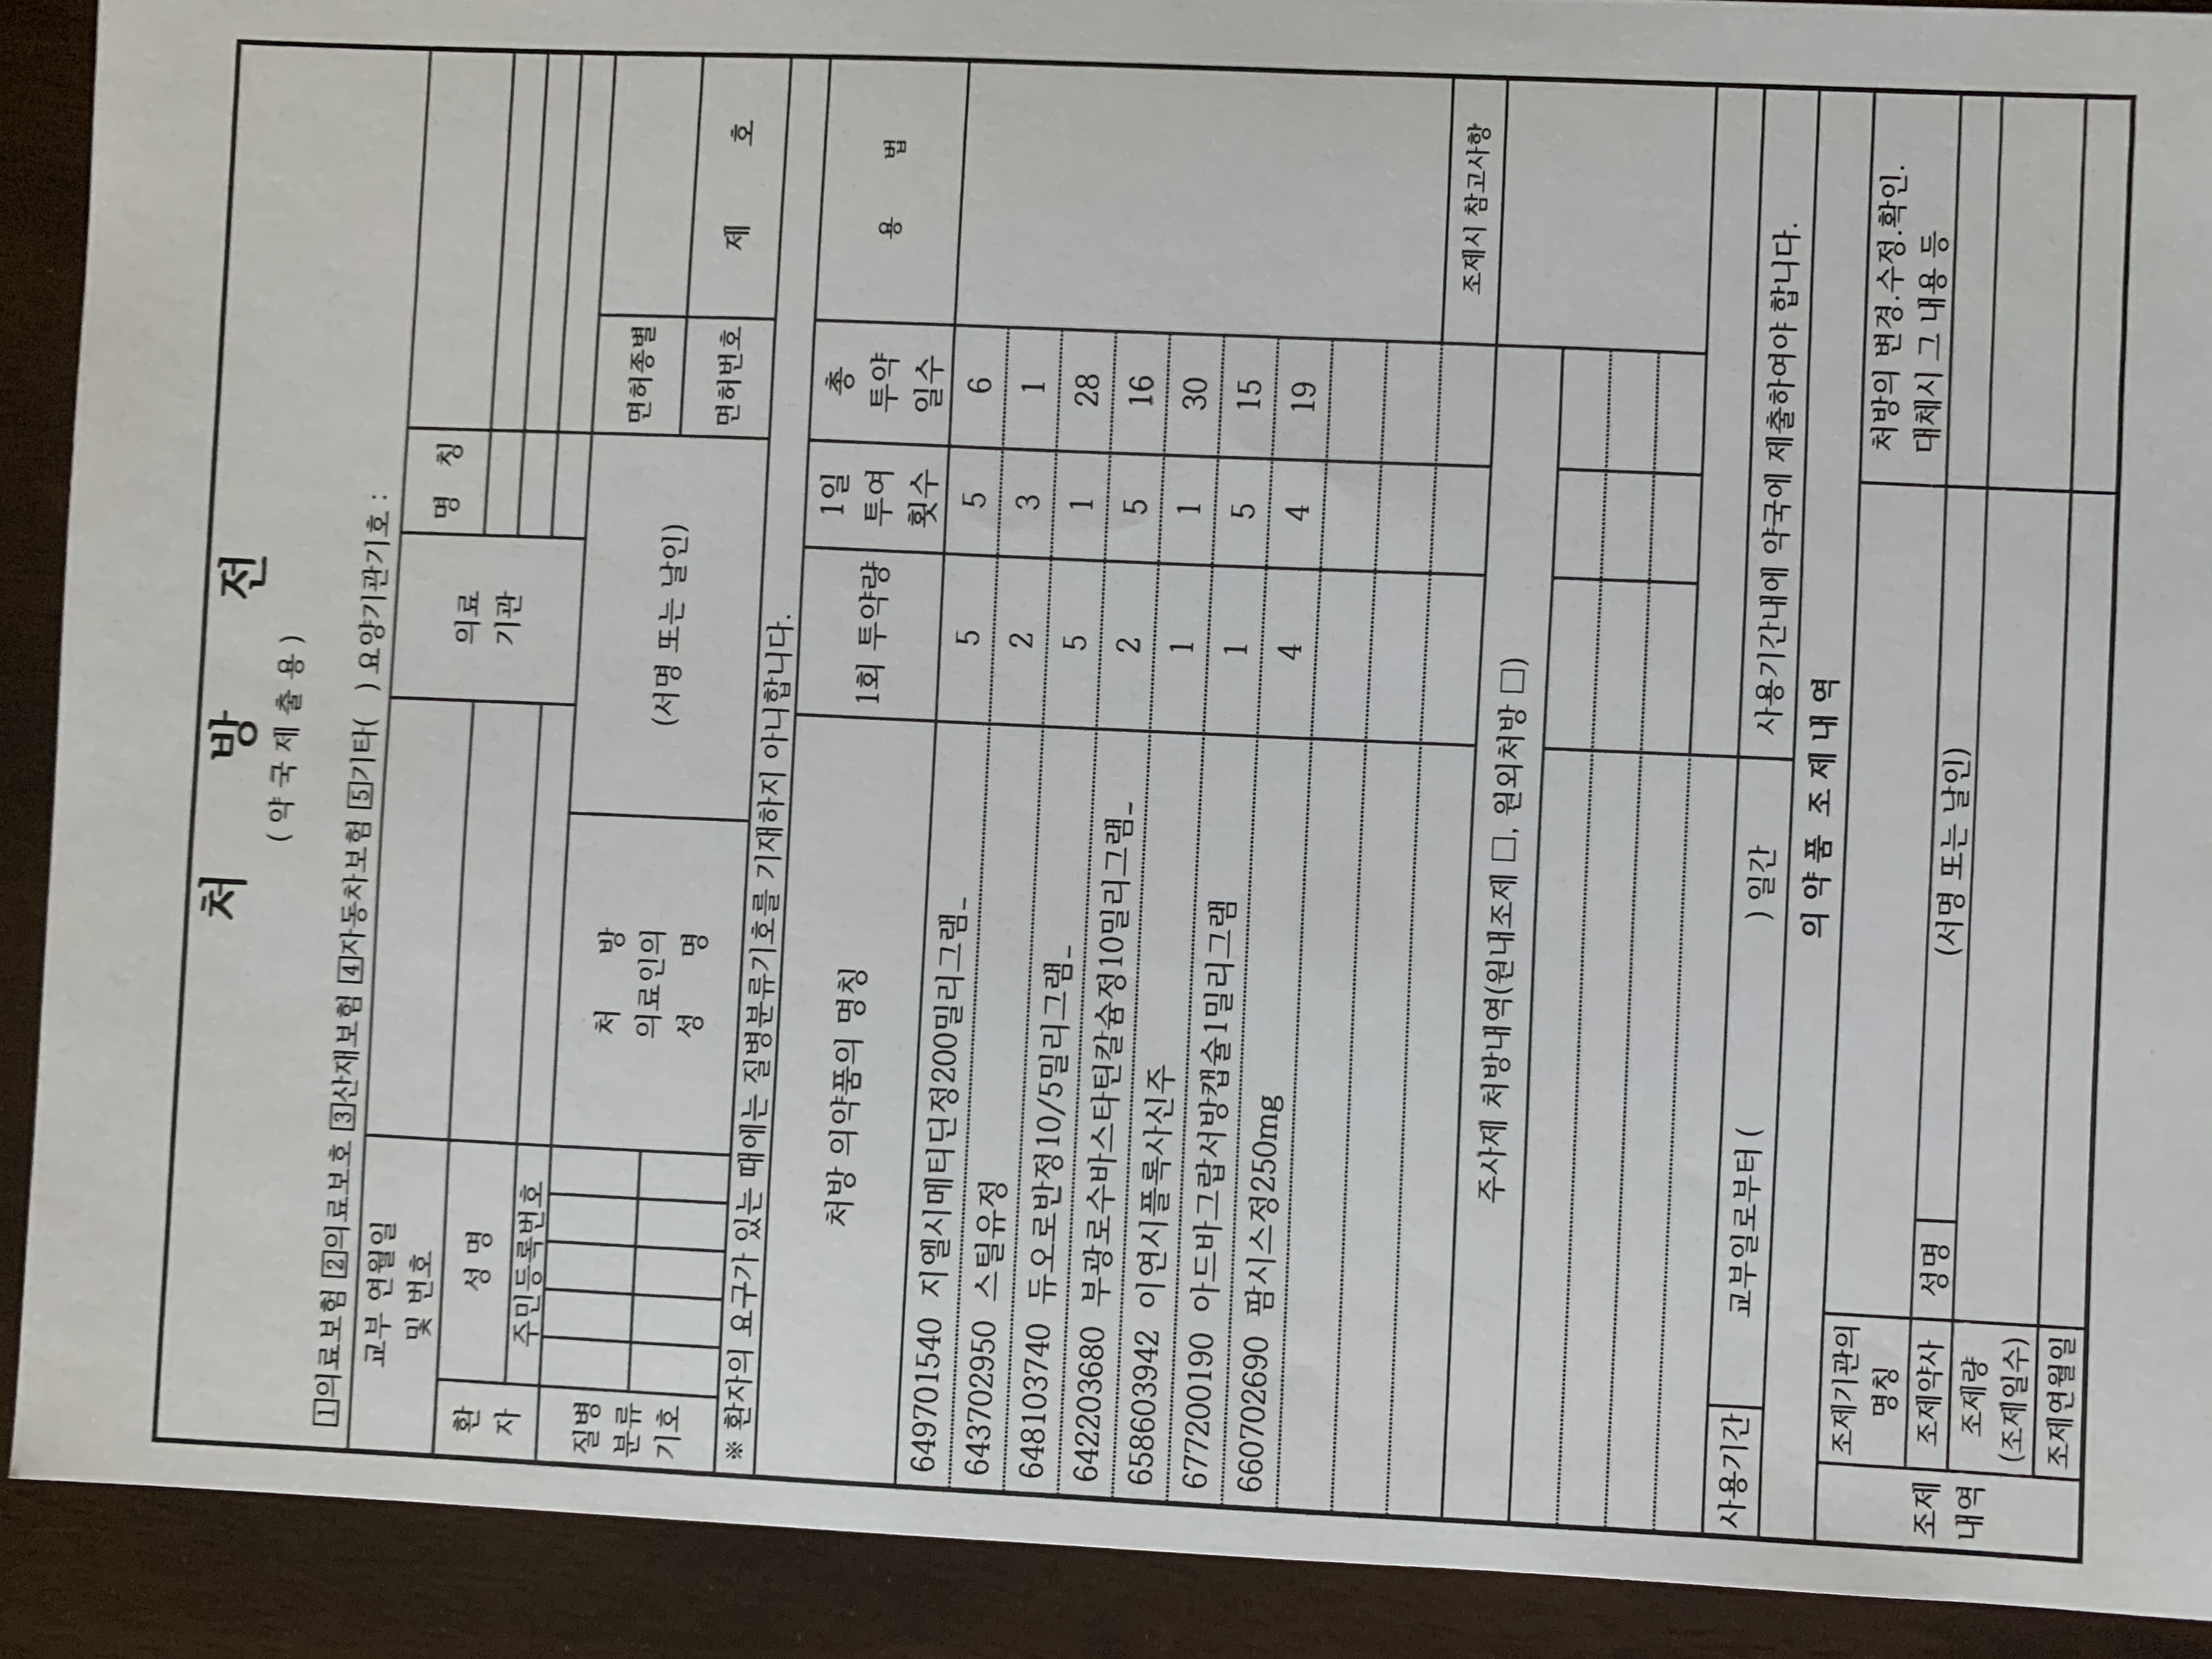 처 방 전
( 약 국 제 출 용 )
1의료보험 2의료보호 3산재보험 4자동차보험 5기타( ) 요양기관기호 :
교부 연월일
및 번호
환
자
성 명
주민등록번호
의료
기관
명 칭
질병
분류
기호
처 방
의료인의
성 명
(서명 또는 날인)
면허종별
면허번호
제 호
※ 환자의 요구가 있는 때에는 질병분류기호를 기재하지 아니합니다.
처방 의약품의 명칭
1회 투약량
1일
투여
횟수
총
투약
일수
용 법
649701540 지엘시메티딘정200밀리그램_ 5 5 6
643702950 스틸유정 2 3 1
648103740 듀오로반정10/5밀리그램_ 5 1 28
642203680 부광로수바스타틴칼슘정10밀리그램_ 2 5 16
658603942 이연시플록사신주 1 1 30
677200190 아드바그랍서방캡슐1밀리그램 1 5 15
660702690 팜시스정250mg 4 4 19
조제시 참고사항
주사제 처방내역(원내조제 □, 원외처방 □)
사용기간
교부일로부터 ( ) 일간
사용기간내에 약국에 제출하여야 합니다.
의 약 품 조 제 내 역
조제
내역
조제기관의
명칭
처방의 변경.수정.확인.
대체시 그 내용 등
조제약사
성명
(서명 또는 날인)
조제량
(조제일수)
조제연월일